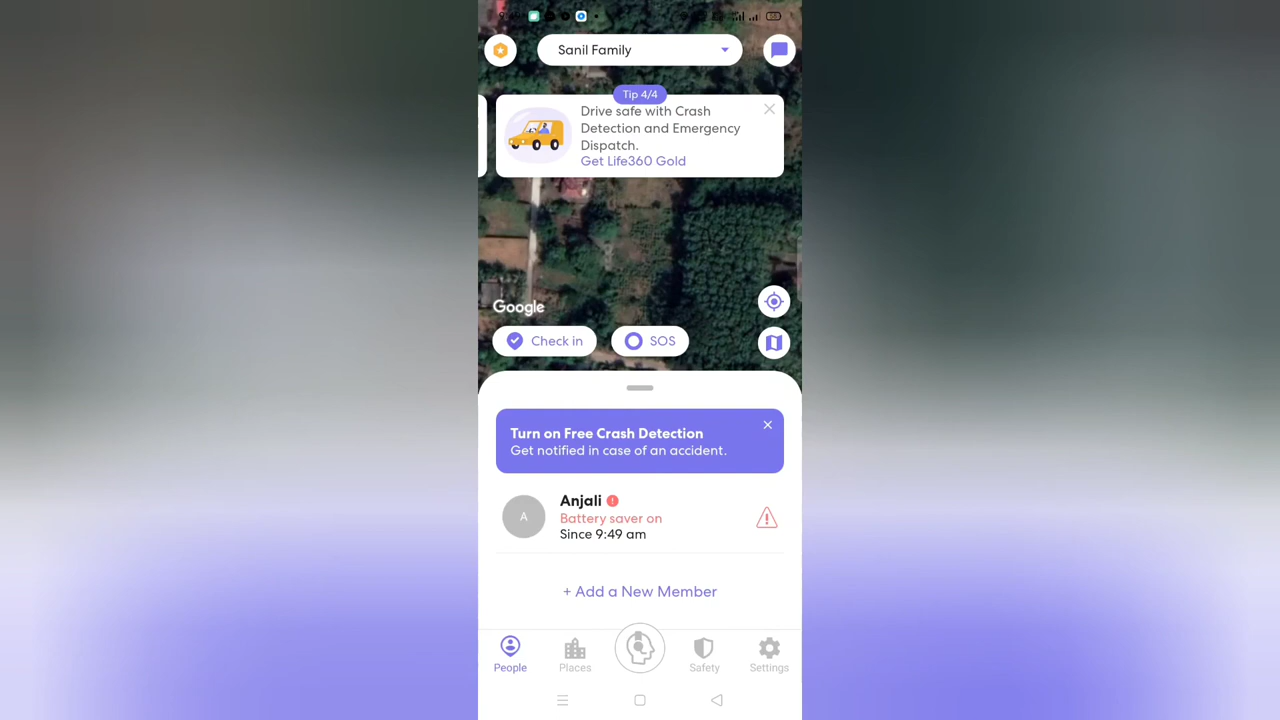 Sanil Family
Tip 4/4
Drive safe with Crash
Detection and Emergency
Dispatch.
Get Life360 Gold
Google
Check in
SOS
Turn on Free Crash Detection
Get notified in case of an accident.
A
Anjali
Battery saver on
Since 9:49 am
+ Add a New Member
People
Places
Safety
Settings